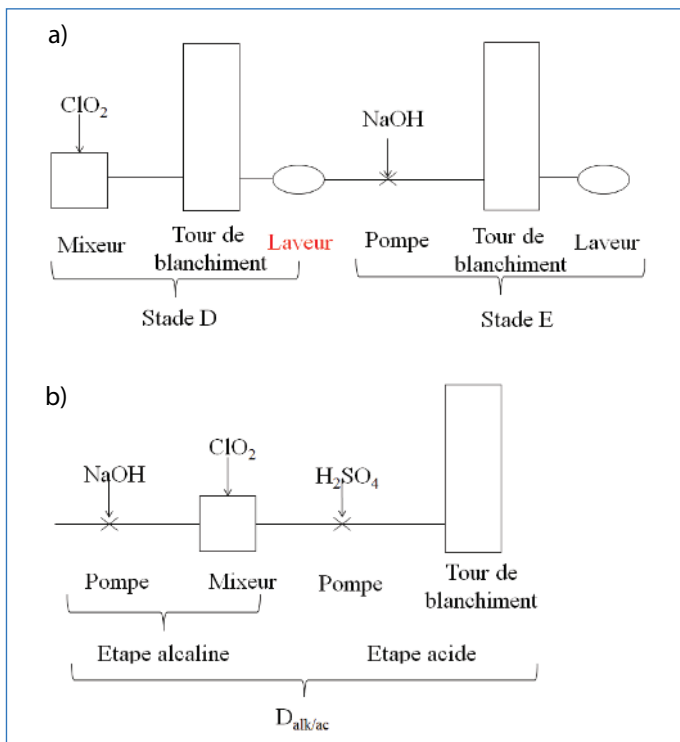 a)
ClO₂
NaOH
Mixeur
Tour de
blanchiment
Laveur
Pompe
Tour de
blanchiment
Laveur
Stade D
Stade E
b)
NaOH
ClO₂
H₂SO₄
Pompe
Mixeur
Pompe
Tour de
blanchiment
Etape alcaline
Etape acide
D_alk/ac